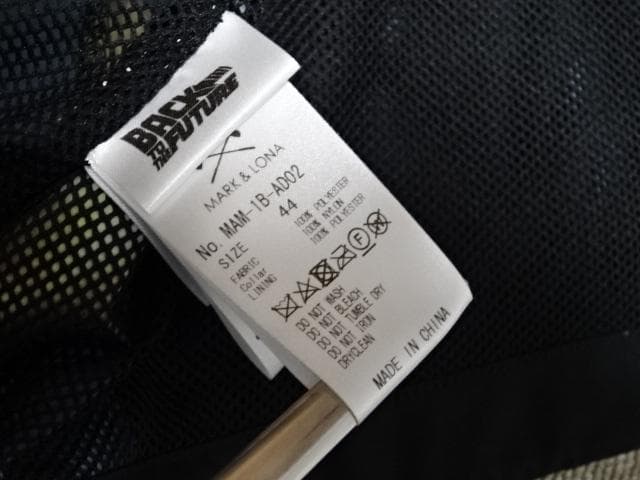 BACK
TO THE
FUTURE
MARK & LONA
No. MAM-1B-AD02
SIZE 44
FABRIC 100% POLYESTER
Collar 100% NYLON
LINING 100% POLYESTER
F
DO NOT WASH
DO NOT BLEACH
DO NOT TUMBLE DRY
DO NOT IRON
DRYCLEAN
MADE IN CHINA